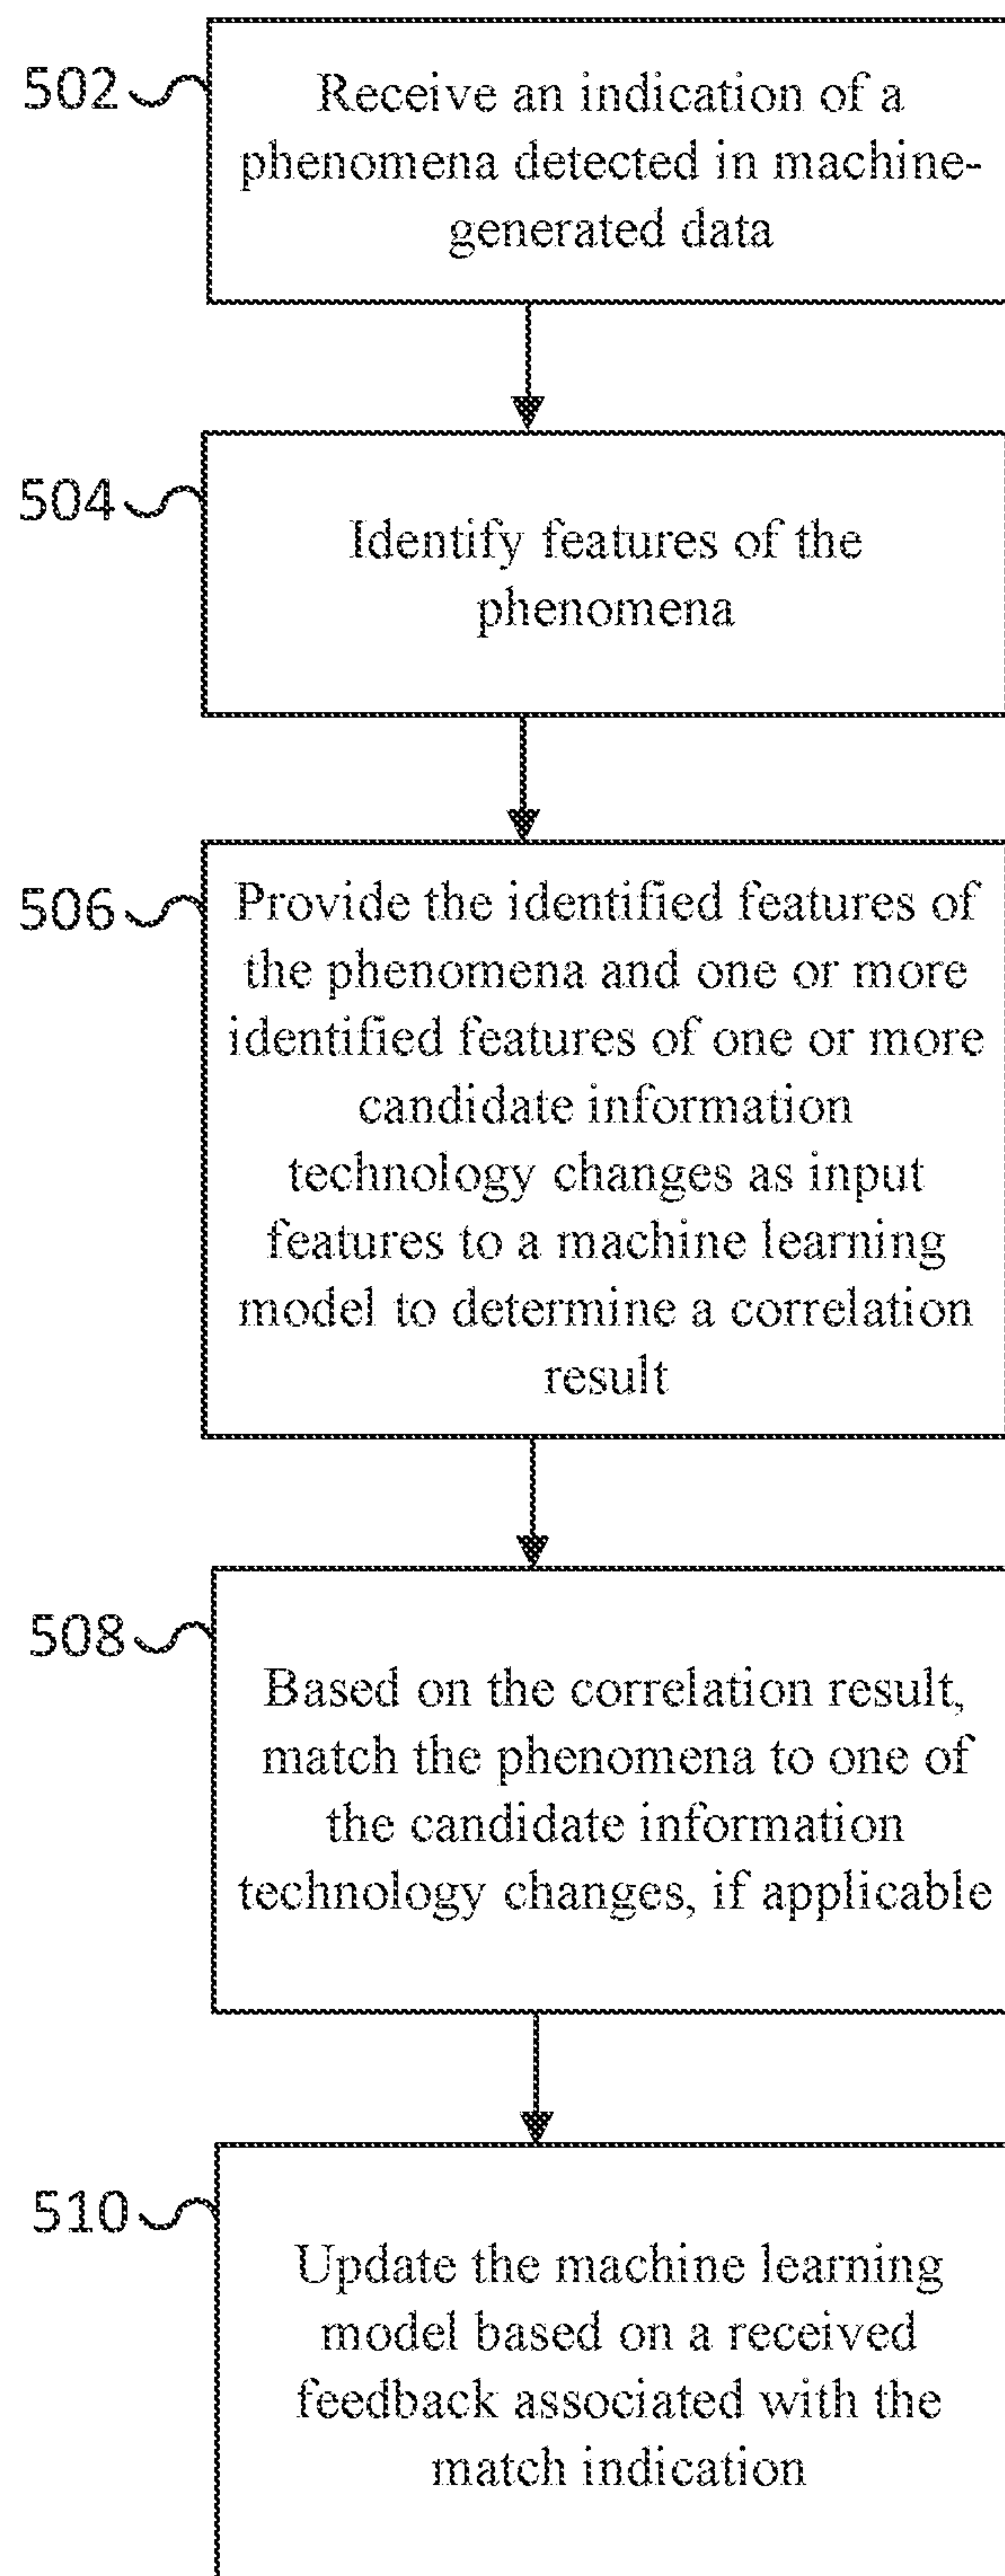 502
Receive an indication of a
phenomena detected in machine-
generated data
504
Identify features of the
phenomena
506
Provide the identified features of
the phenomena and one or more
identified features of one or more
candidate information
technology changes as input
features to a machine learning
model to determine a correlation
result
508
Based on the correlation result,
match the phenomena to one of
the candidate information
technology changes, if applicable
510
Update the machine learning
model based on a received
feedback associated with the
match indication